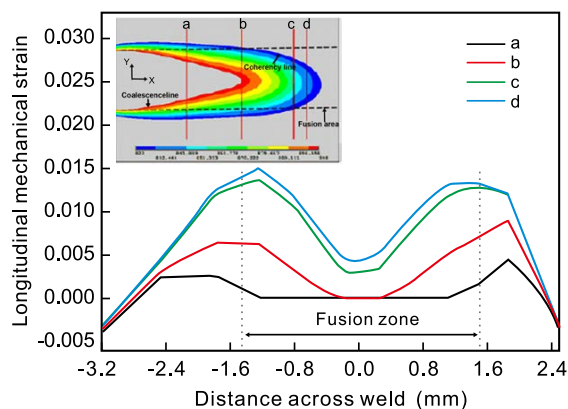 a b c d
0.030
0.025
0.020
0.015
0.010
0.005
0.000
-0.005
Longitudinal mechanical strain
Y
X
Coherency line
Coalescenceline
Fusion area
a
b
c
d
Fusion zone
-3.2 -2.4 -1.6 -0.8 0.0 0.8 1.6 2.4
Distance across weld (mm)